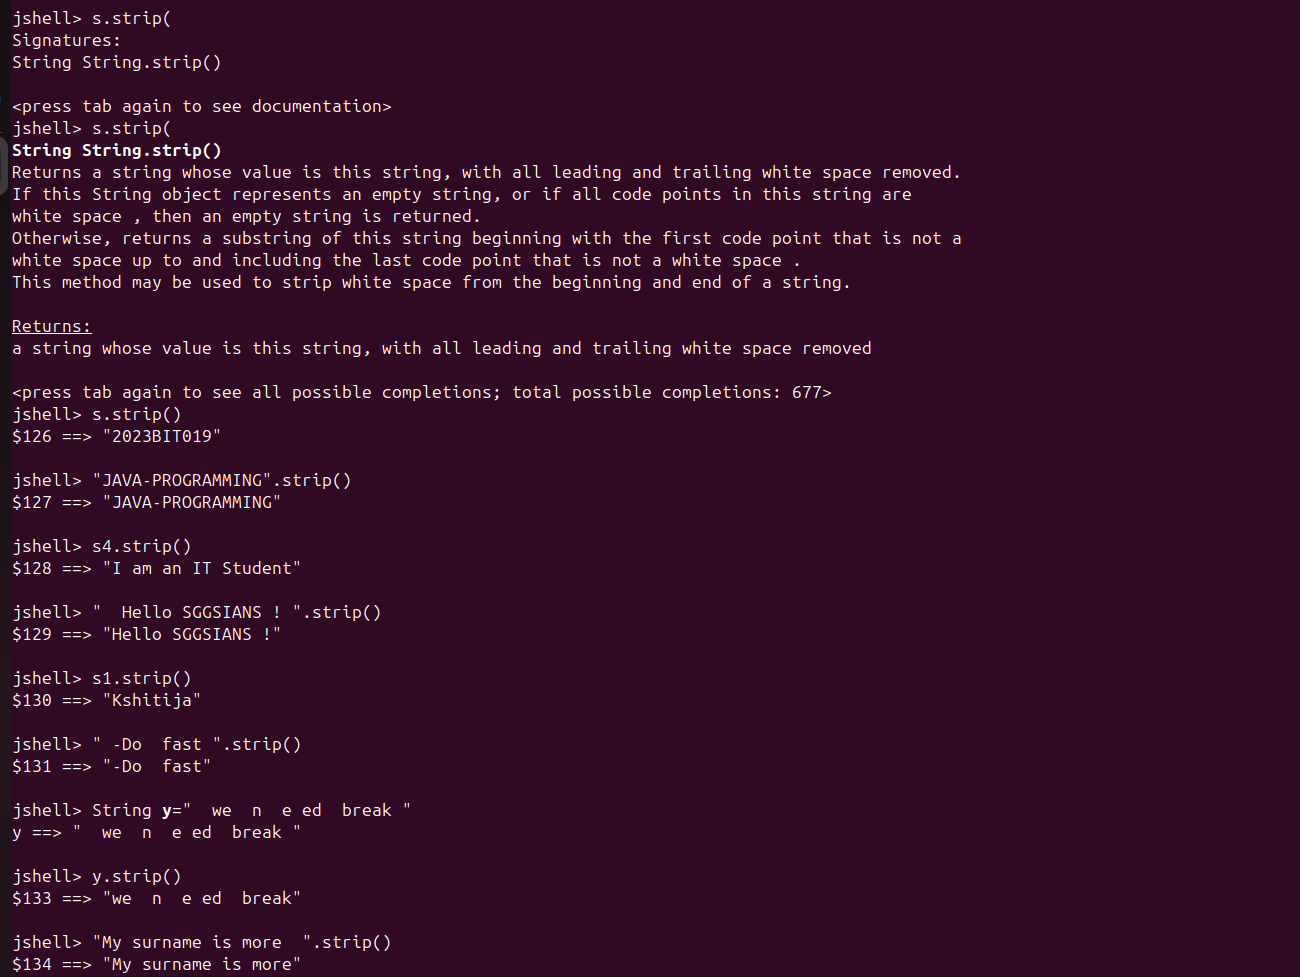 jshell> s.strip(
Signatures:
String String.strip()

<press tab again to see documentation>
jshell> s.strip(
String String.strip()
Returns a string whose value is this string, with all leading and trailing white space removed.
If this String object represents an empty string, or if all code points in this string are
white space , then an empty string is returned.
Otherwise, returns a substring of this string beginning with the first code point that is not a
white space up to and including the last code point that is not a white space .
This method may be used to strip white space from the beginning and end of a string.

Returns:
a string whose value is this string, with all leading and trailing white space removed

<press tab again to see all possible completions; total possible completions: 677>
jshell> s.strip()
$126 ==> "2023BIT019"

jshell> "JAVA-PROGRAMMING".strip()
$127 ==> "JAVA-PROGRAMMING"

jshell> s4.strip()
$128 ==> "I am an IT Student"

jshell> "  Hello SGGSIANS ! ".strip()
$129 ==> "Hello SGGSIANS !"

jshell> s1.strip()
$130 ==> "Kshitija"

jshell> " -Do  fast ".strip()
$131 ==> "-Do  fast"

jshell> String y="  we  n  e ed  break "
y ==> "  we  n  e ed  break "

jshell> y.strip()
$133 ==> "we  n  e ed  break"

jshell> "My surname is more  ".strip()
$134 ==> "My surname is more"